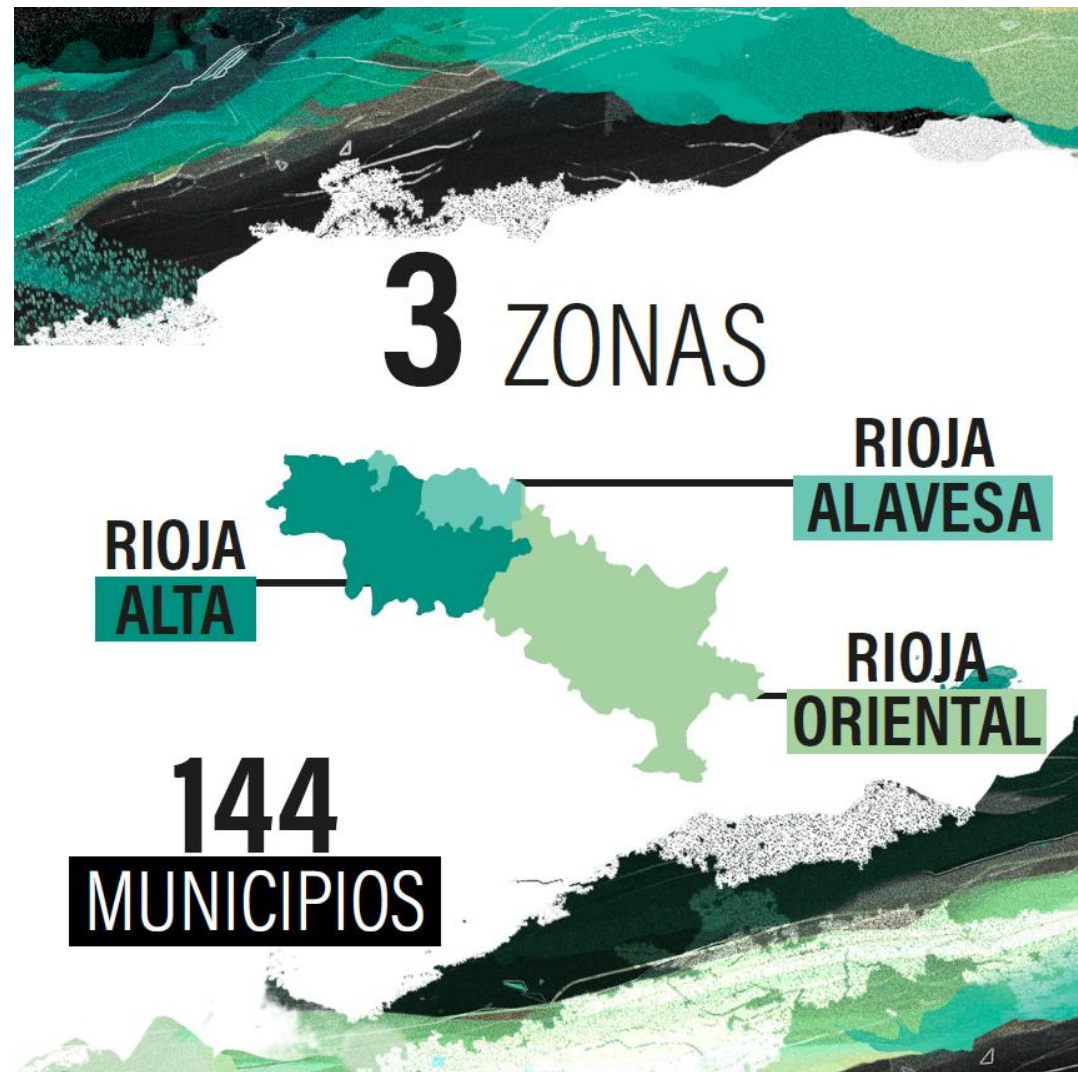 3 ZONAS
RIOJA
ALAVESA
RIOJA
ALTA
RIOJA
ORIENTAL
144
MUNICIPIOS